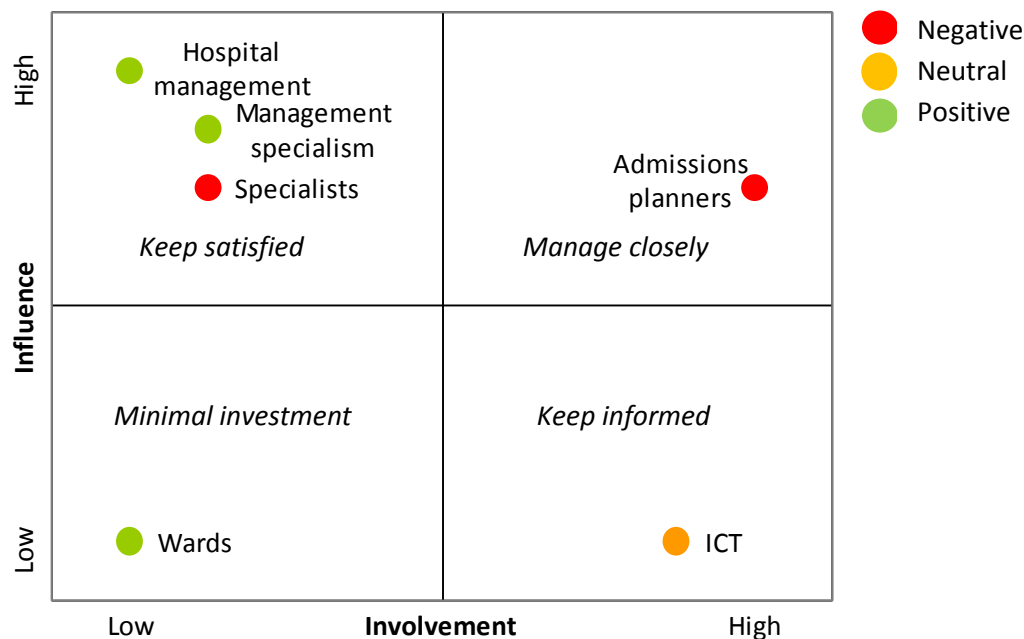 High
Hospital
management
Management
specialism
Specialists
Keep satisfied
Admissions
planners
Manage closely
Negative
Neutral
Positive
Influence
Minimal investment
Keep informed
Low
Wards
ICT
Low
Involvement
High